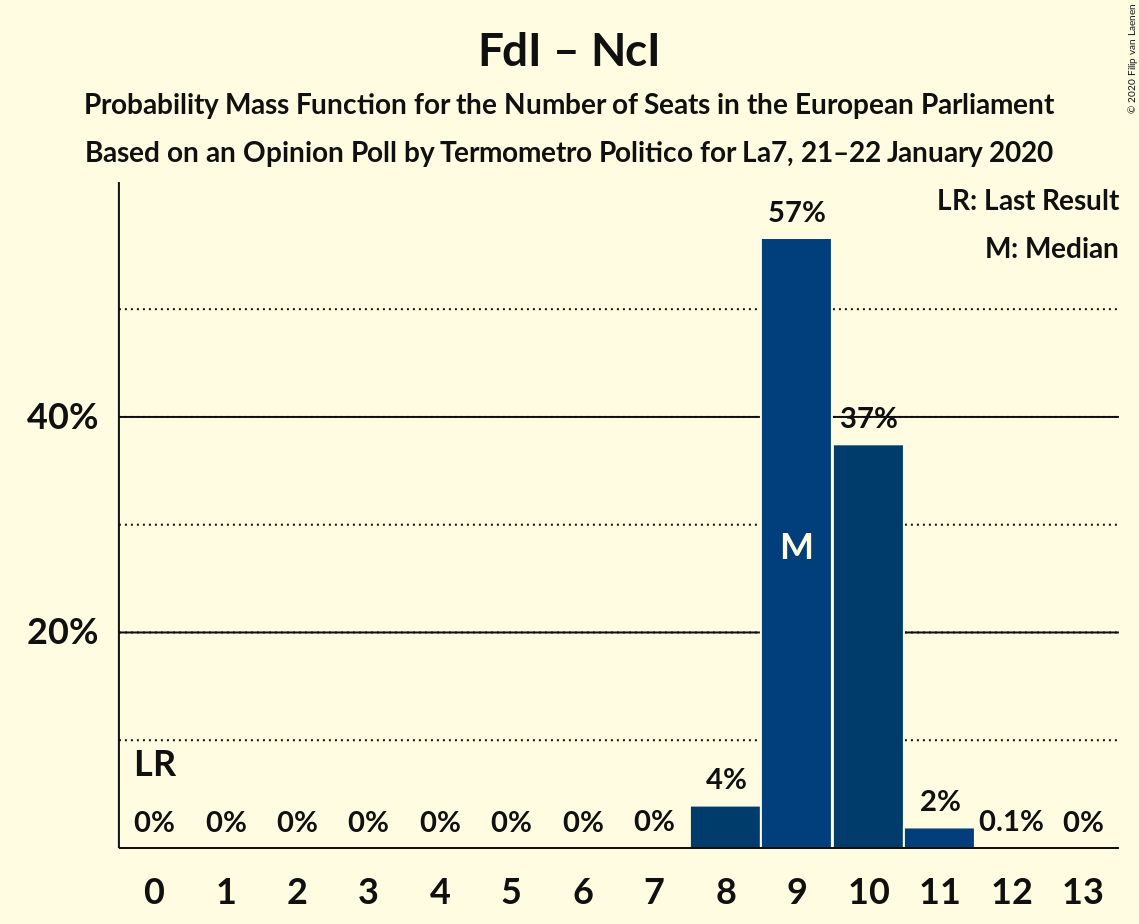 FdI – NcI
Probability Mass Function for the Number of Seats in the European Parliament
Based on an Opinion Poll by Termometro Politico for La7, 21–22 January 2020
© 2020 Filip van Laenen
LR: Last Result
M: Median
57%
40%
37%
M
20%
LR
4%
2%
0% 0% 0% 0% 0% 0% 0% 0% 0.1% 0%
0 1 2 3 4 5 6 7 8 9 10 11 12 13